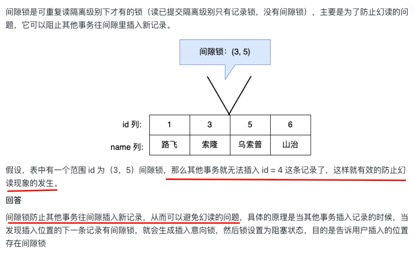 间隙锁是可重复读隔离级别下才有的锁（读已提交隔离级别只有记录锁，没有间隙锁），主要是为了防止幻读的问
题，它可以阻止其他事务往间隙里插入新记录。
间隙锁：(3, 5)
id 列： 1 3 5 6
name 列： 路飞 索隆 乌索普 山治
假设，表中有一个范围 id 为（3，5）间隙锁，那么其他事务就无法插入 id = 4 这条记录了，这样就有效的防止幻
读现象的发生。
回答
间隙锁防止其他事务往间隙插入新记录，从而可以避免幻读的问题，具体的原理是当其他事务插入记录的时候，当
发现插入位置的下一条记录有间隙锁，就会生成插入意向锁，然后锁设置为阻塞状态，目的是告诉用户插入的位置
存在间隙锁